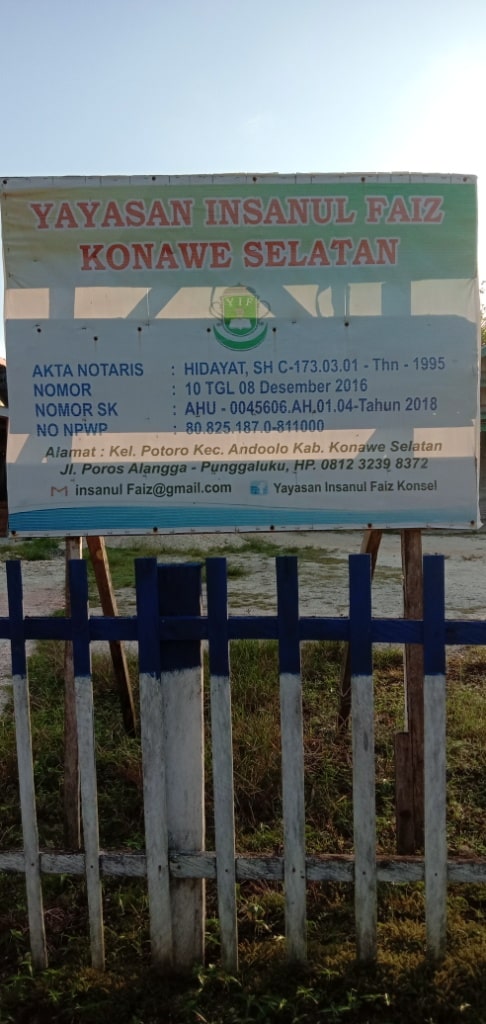 YAYASAN INSANUL FAIZ
KONAWE SELATAN
YIF
AKTA NOTARIS : HIDAYAT, SH C-173.03.01 - Thn - 1995
NOMOR : 10 TGL 08 Desember 2016
NOMOR SK : AHU - 0045606.AH,01.04-Tahun 2018
NO NPWP : 80.825.187.0-811000
Alamat : Kel. Potoro Kec. Andoolo Kab. Konawe Selatan
Jl. Poros Alangga - Punggaluku, HP. 0812 3239 8372
insanul Faiz@gmail.com Yayasan Insanul Faiz Konsel